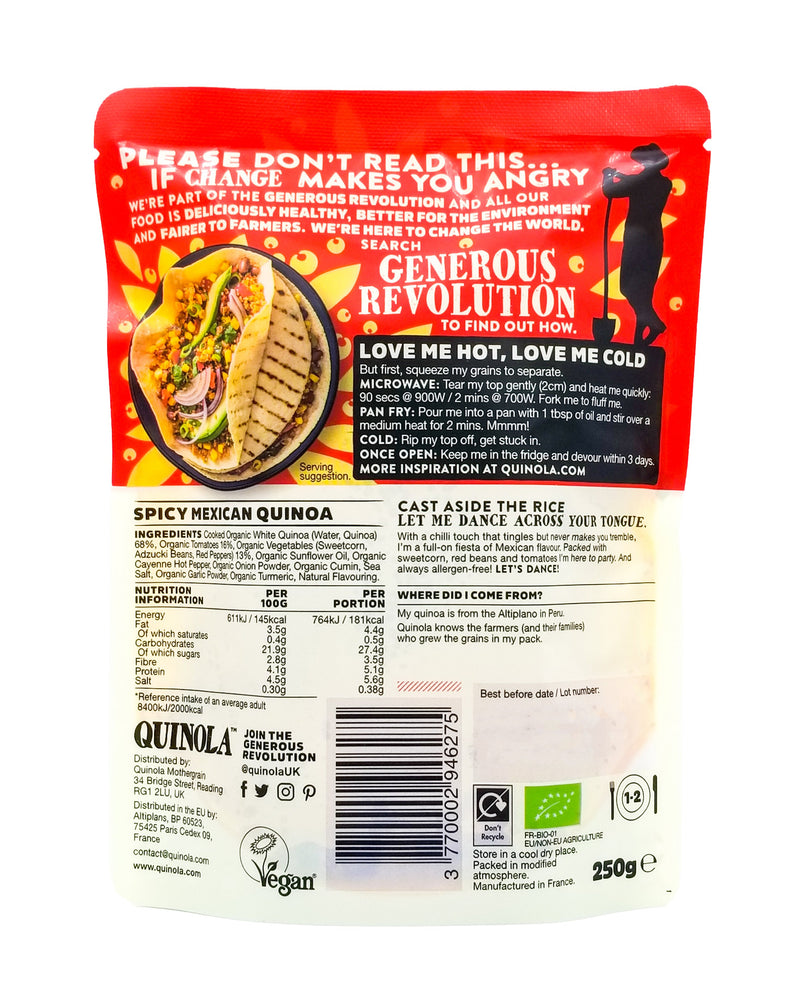 PLEASE DON'T READ THIS...
IF CHANGE MAKES YOU ANGRY
WE'RE PART OF THE GENEROUS REVOLUTION AND ALL OUR
FOOD IS DELICIOUSLY HEALTHY, BETTER FOR THE ENVIRONMENT
AND FAIRER TO FARMERS. WE'RE HERE TO CHANGE THE WORLD.
SEARCH
GENEROUS
REVOLUTION
TO FIND OUT HOW.
LOVE ME HOT, LOVE ME COLD
But first, squeeze my grains to separate.
MICROWAVE: Tear my top gently (2cm) and heat me quickly:
90 secs @ 900W / 2 mins @ 700W. Fork me to fluff me.
PAN FRY: Pour me into a pan with 1 tbsp of oil and stir over a
medium heat for 2 mins. Mmmm!
COLD: Rip my top off, get stuck in.
ONCE OPEN: Keep me in the fridge and devour within 3 days.
MORE INSPIRATION AT QUINOLA.COM
Serving
suggestion.
SPICY MEXICAN QUINOA
INGREDIENTS Cooked Organic White Quinoa (Water, Quinoa)
68%, Organic Tomatoes 16%, Organic Vegetables (Sweetcorn,
Adzucki Beans, Red Peppers) 13%, Organic Sunflower Oil, Organic
Cayenne Hot Pepper, Organic Onion Powder, Organic Cumin, Sea
Salt, Organic Garlic Powder, Organic Turmeric, Natural Flavouring.
NUTRITION INFORMATION PER 100G PER PORTION
Energy 611kJ / 145kcal 764kJ / 181kcal
Fat 3.5g 4.4g
Of which saturates 0.4g 0.5g
Carbohydrates 21.9g 27.4g
Of which sugars 2.8g 3.5g
Fibre 4.1g 5.1g
Protein 4.5g 5.6g
Salt 0.30g 0.38g
*Reference intake of an average adult
8400kJ/2000kcal
CAST ASIDE THE RICE
LET ME DANCE ACROSS YOUR TONGUE.
With a chilli touch that tingles but never makes you tremble,
I'm a full-on fiesta of Mexican flavour. Packed with
sweetcorn, red beans and tomatoes I'm here to party. And
always allergen-free! LET'S DANCE!
WHERE DID I COME FROM?
My quinoa is from the Altiplano in Peru.
Quinola knows the farmers (and their families)
who grew the grains in my pack.
Best before date / Lot number:
QUINOLA™
JOIN THE
GENEROUS
REVOLUTION
@quinolaUK
Distributed by:
Quinola Mothergrain
34 Bridge Street, Reading
RG1 2LU, UK
Distributed in the EU by:
Altiplans, BP 60523,
75425 Paris Cedex 09,
France
contact@quinola.com
www.quinola.com
Vegan
3 770002 946275
Don't
Recycle
FR-BIO-01
EU/NON-EU AGRICULTURE
1-2
Store in a cool dry place.
Packed in modified
atmosphere.
Manufactured in France.
250g e